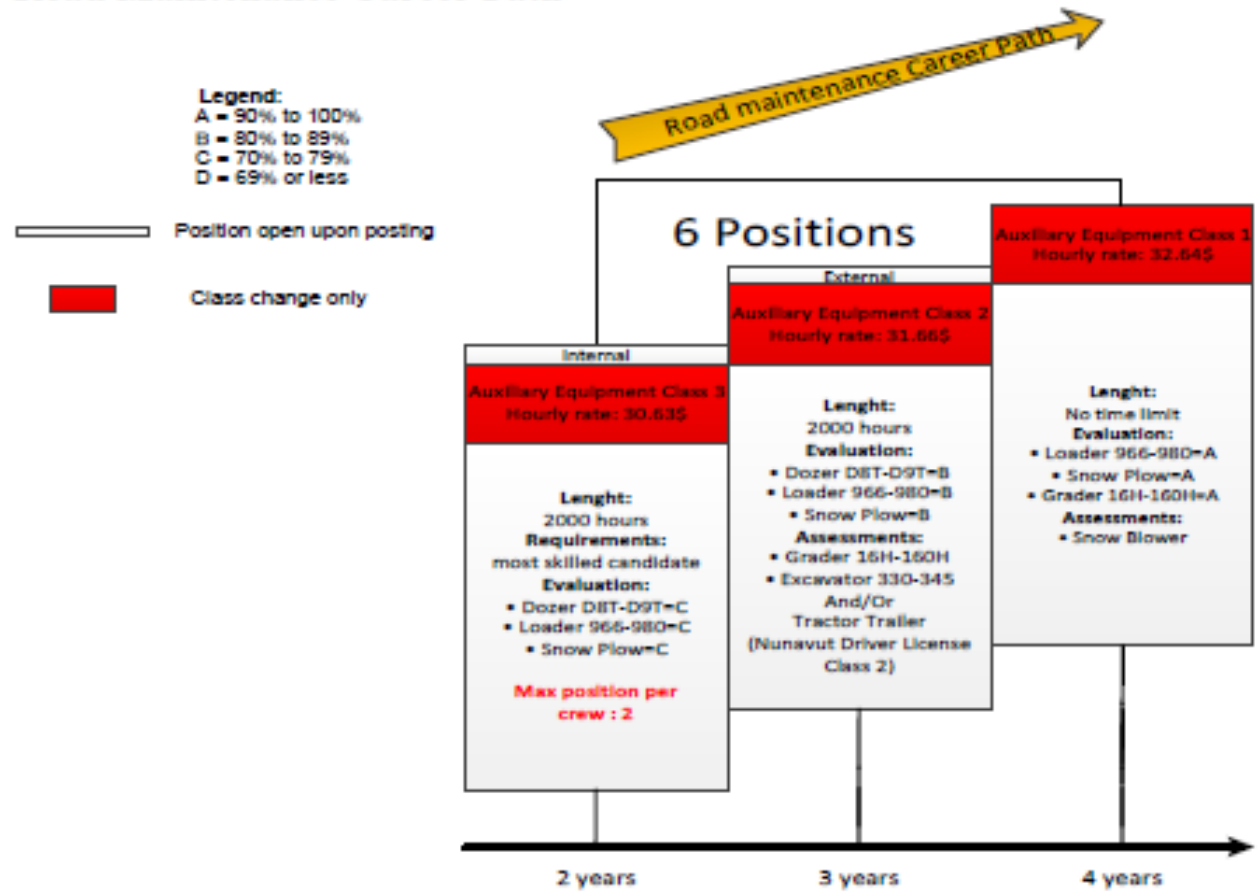 Road maintenance Career Path
Legend:
A = 90% to 100%
B = 80% to 89%
C = 70% to 79%
D = 69% or less
Position open upon posting
Class change only
6 Positions
Internal
Auxiliary Equipment Class 3
Hourly rate: 30.63$
Lenght:
2000 hours
Requirements:
most skilled candidate
Evaluation:
• Dozer D8T-D9T=C
• Loader 966-980=C
• Snow Plow=C
Max position per
crew : 2
External
Auxiliary Equipment Class 2
Hourly rate: 31.66$
Lenght:
2000 hours
Evaluation:
• Dozer D8T-D9T=B
• Loader 966-980=B
• Snow Plow=B
Assessments:
• Grader 16H-160H
• Excavator 330-345
And/Or
Tractor Trailer
(Nunavut Driver License
Class 2)
Auxiliary Equipment Class 1
Hourly rate: 32.64$
Lenght:
No time limit
Evaluation:
• Loader 966-980=A
• Snow Plow=A
• Grader 16H-160H=A
Assessments:
• Snow Blower
2 years
3 years
4 years